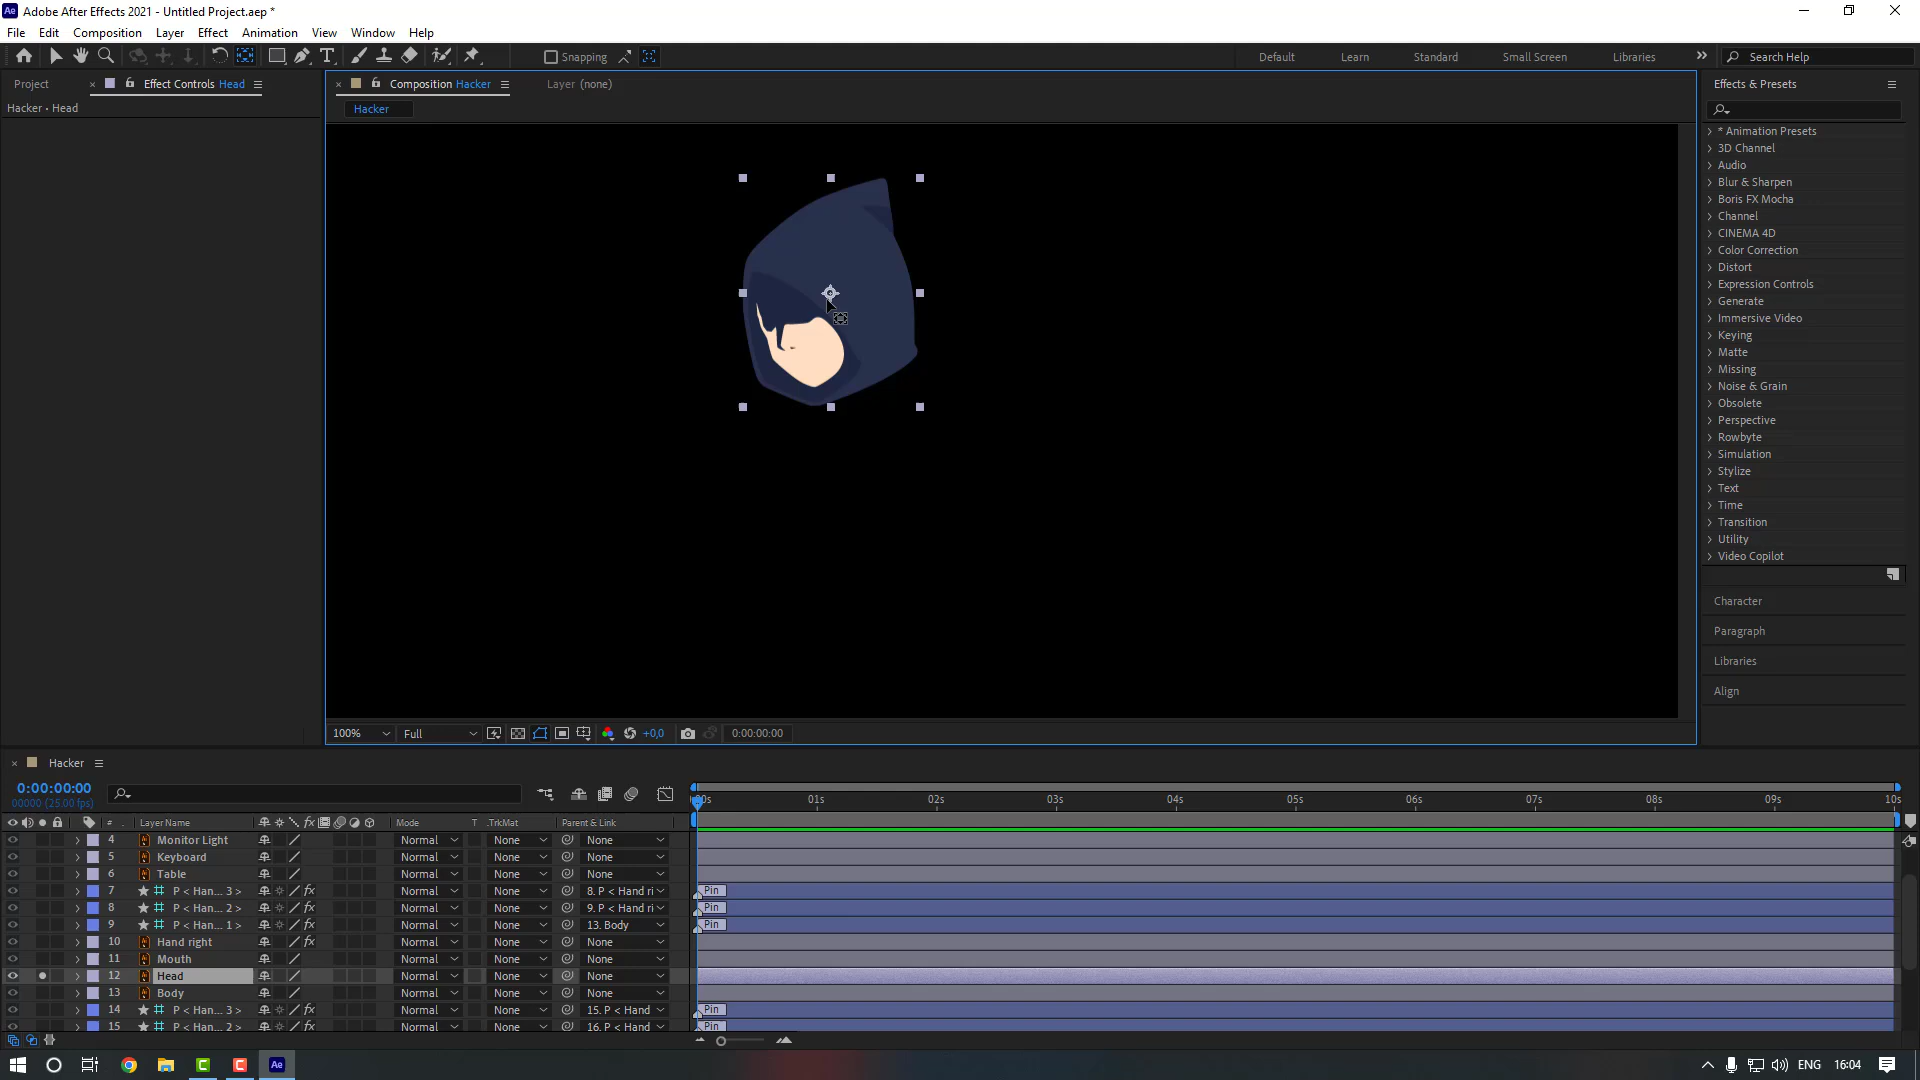 Adobe After Effects 2021 - Untitled Project.aep *
File Edit Composition Layer Effect Animation View Window Help
Snapping Default Learn Standard Small Screen Libraries Search Help
Project Effect Controls Head
Composition Hacker Layer (none)
Effects & Presets
Hacker • Head
Hacker
* Animation Presets
3D Channel
Audio
Blur & Sharpen
Boris FX Mocha
Channel
CINEMA 4D
Color Correction
Distort
Expression Controls
Generate
Immersive Video
Keying
Matte
Missing
Noise & Grain
Obsolete
Perspective
Rowbyte
Simulation
Stylize
Text
Time
Transition
Utility
Video Copilot
Character
Paragraph
Libraries
Align
100% Full +0,0 0:00:00:00
Hacker
0:00:00:00
00000 (25.00 fps)
00s 01s 02s 03s 04s 05s 06s 07s 08s 09s 10s
# Layer Name fx Mode T .TrkMat Parent & Link
4 Monitor Light Normal None None
5 Keyboard Normal None None
6 Table Normal None None
7 P < Han... 3 > fx Normal None 8. P < Hand ri Pin
8 P < Han... 2 > fx Normal None 9. P < Hand ri Pin
9 P < Han... 1 > fx Normal None 13. Body Pin
10 Hand right fx Normal None None
11 Mouth Normal None None
12 Head Normal None None
13 Body Normal None None
14 P < Han... 3 > fx Normal None 15. P < Hand Pin
15 P < Han... 2 > fx Normal None 16. P < Hand Pin
ENG 16:04